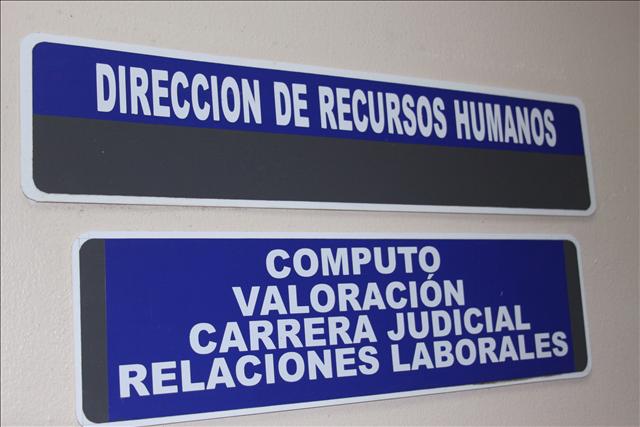 DIRECCION DE RECURSOS HUMANOS
COMPUTO
VALORACIÓN
CARRERA JUDICIAL
RELACIONES LABORALES